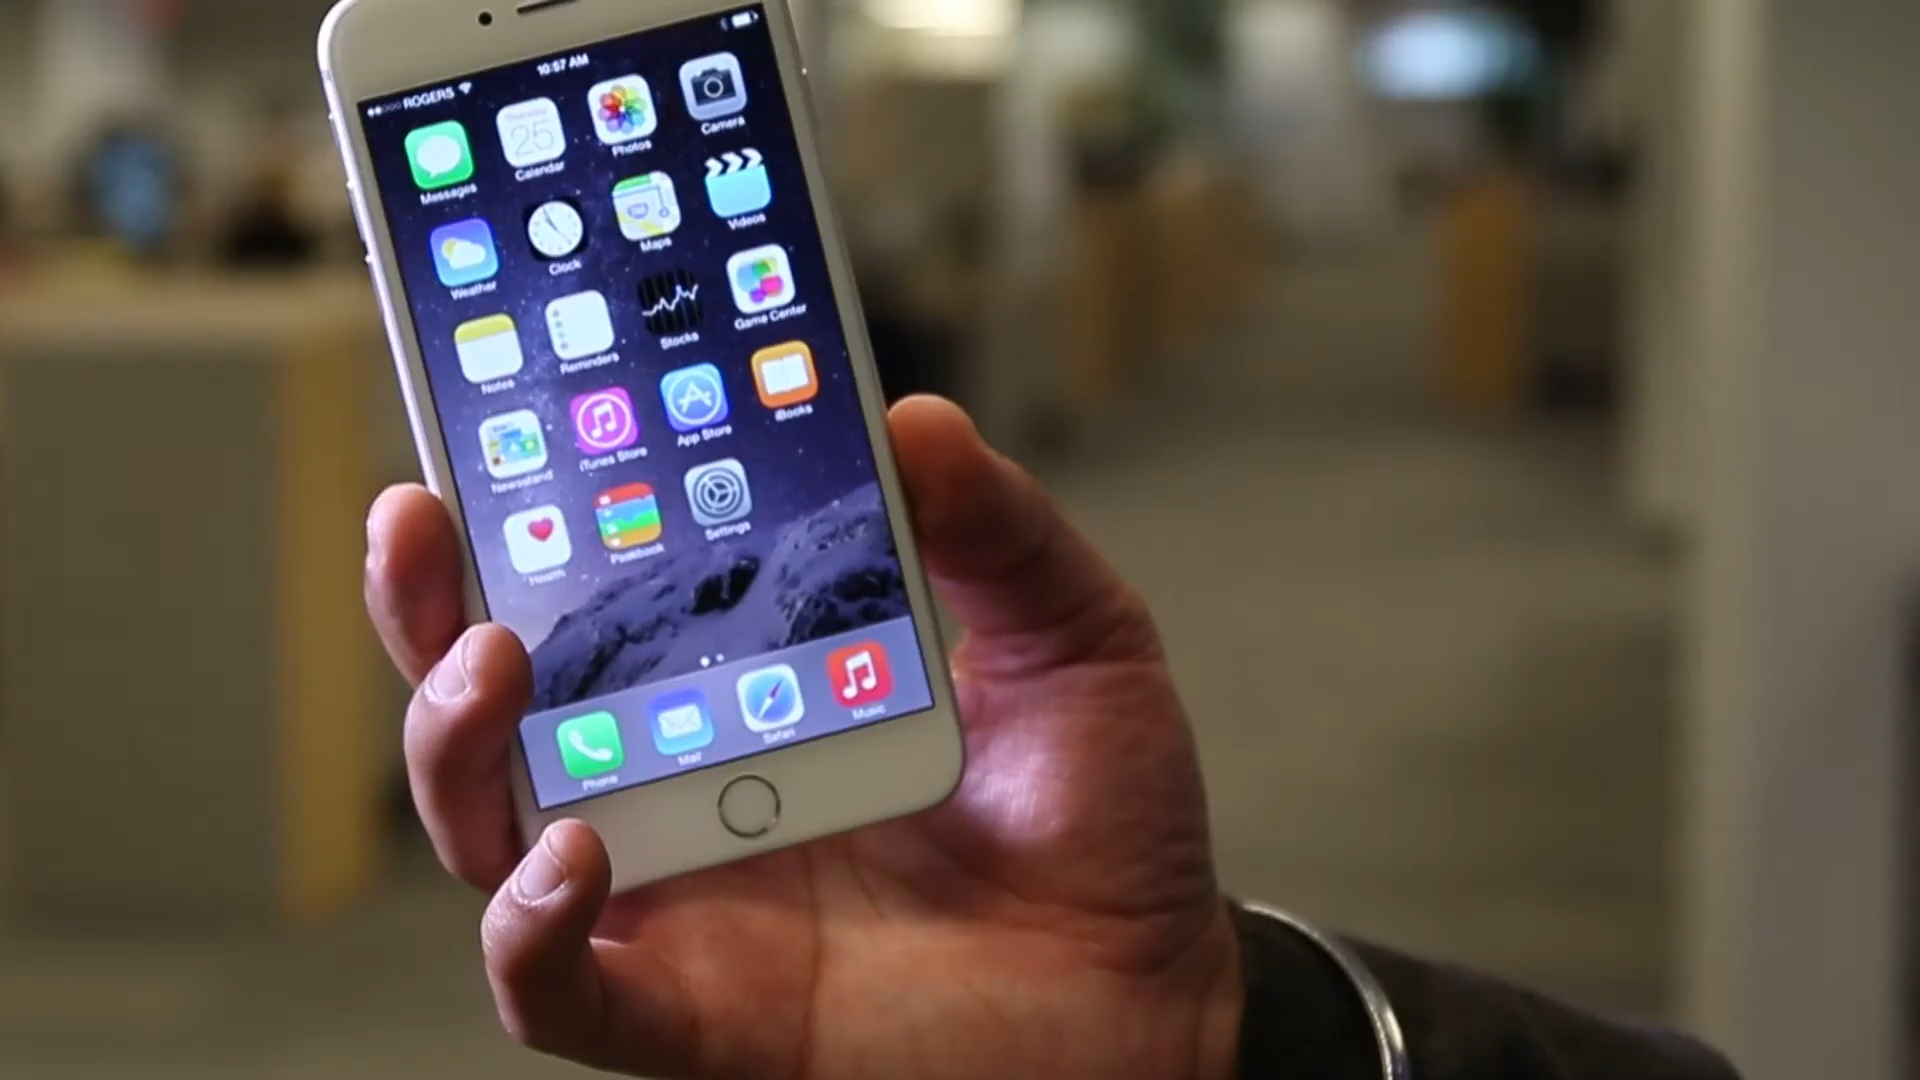 ROGERS
10:57 AM
Messages
Thursday
25
Calendar
Photos
Camera
Weather
Clock
Maps
Videos
Notes
Reminders
Stocks
Game Center
Newsstand
iTunes Store
App Store
iBooks
Health
Passbook
Settings
Phone
Mail
Safari
Music